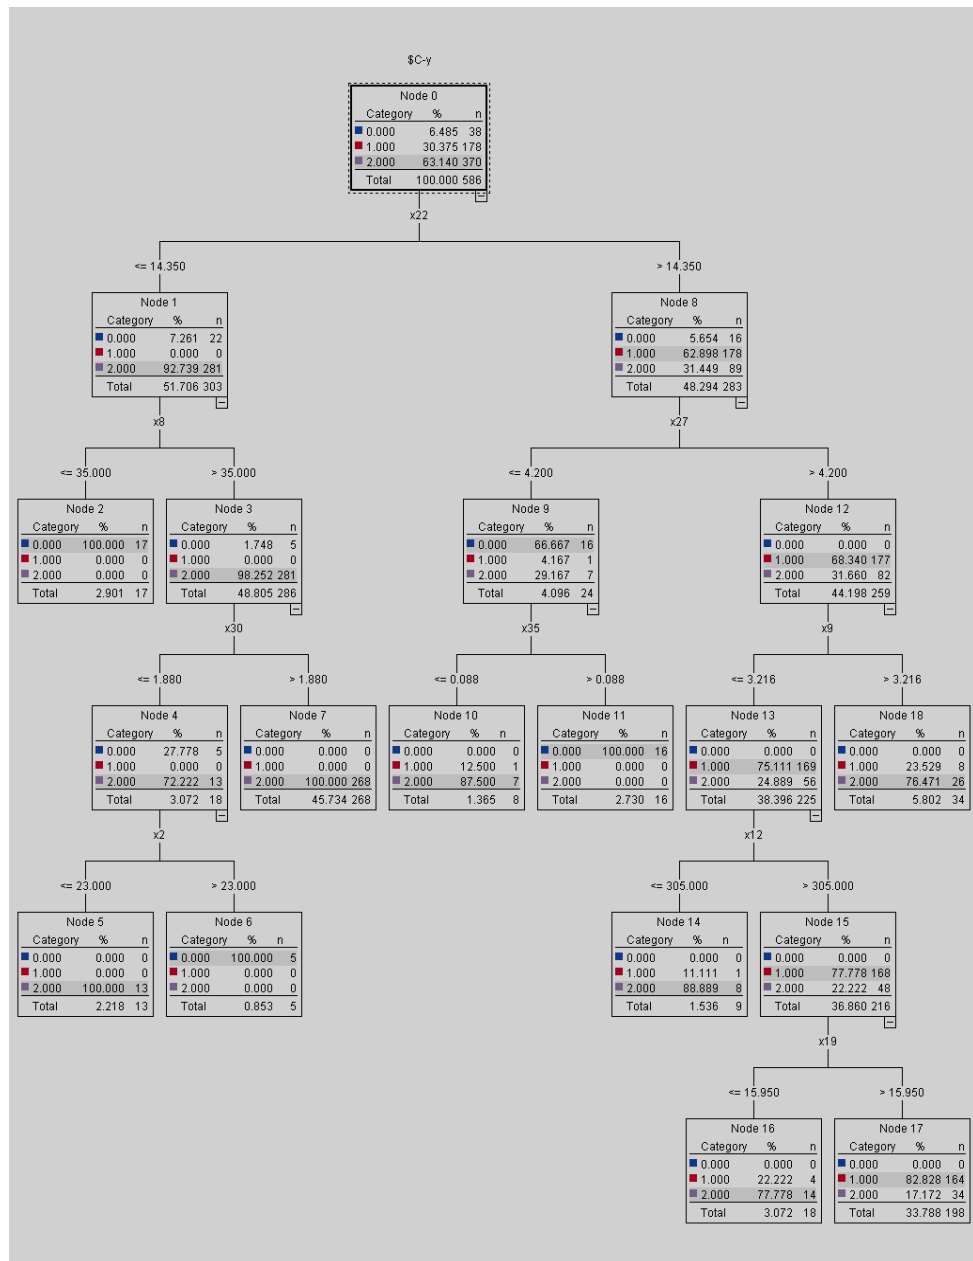 $C-y
Node 0
Category % n
0.000 6.485 38
1.000 30.375 178
2.000 63.140 370
Total 100.000 586
x22
<= 14.350
> 14.350
Node 1
Category % n
0.000 7.261 22
1.000 0.000 0
2.000 92.739 281
Total 51.706 303
Node 8
Category % n
0.000 5.654 16
1.000 62.898 178
2.000 31.449 89
Total 48.294 283
x8
x27
<= 35.000
> 35.000
<= 4.200
> 4.200
Node 2
Category % n
0.000 100.000 17
1.000 0.000 0
2.000 0.000 0
Total 2.901 17
Node 3
Category % n
0.000 1.748 5
1.000 0.000 0
2.000 98.252 281
Total 48.805 286
Node 9
Category % n
0.000 66.667 16
1.000 4.167 1
2.000 29.167 7
Total 4.096 24
Node 12
Category % n
0.000 0.000 0
1.000 68.340 177
2.000 31.660 82
Total 44.198 259
x30
x35
x9
<= 1.880
> 1.880
<= 0.088
> 0.088
<= 3.216
> 3.216
Node 4
Category % n
0.000 27.778 5
1.000 0.000 0
2.000 72.222 13
Total 3.072 18
Node 7
Category % n
0.000 0.000 0
1.000 0.000 0
2.000 100.000 268
Total 45.734 268
Node 10
Category % n
0.000 0.000 0
1.000 12.500 1
2.000 87.500 7
Total 1.365 8
Node 11
Category % n
0.000 100.000 16
1.000 0.000 0
2.000 0.000 0
Total 2.730 16
Node 13
Category % n
0.000 0.000 0
1.000 75.111 169
2.000 24.889 56
Total 38.396 225
Node 18
Category % n
0.000 0.000 0
1.000 23.529 8
2.000 76.471 26
Total 5.802 34
x2
x12
<= 23.000
> 23.000
<= 305.000
> 305.000
Node 5
Category % n
0.000 0.000 0
1.000 0.000 0
2.000 100.000 13
Total 2.218 13
Node 6
Category % n
0.000 100.000 5
1.000 0.000 0
2.000 0.000 0
Total 0.853 5
Node 14
Category % n
0.000 0.000 0
1.000 11.111 1
2.000 88.889 8
Total 1.536 9
Node 15
Category % n
0.000 0.000 0
1.000 77.778 168
2.000 22.222 48
Total 36.860 216
x19
<= 15.950
> 15.950
Node 16
Category % n
0.000 0.000 0
1.000 22.222 4
2.000 77.778 14
Total 3.072 18
Node 17
Category % n
0.000 0.000 0
1.000 82.828 164
2.000 17.172 34
Total 33.788 198